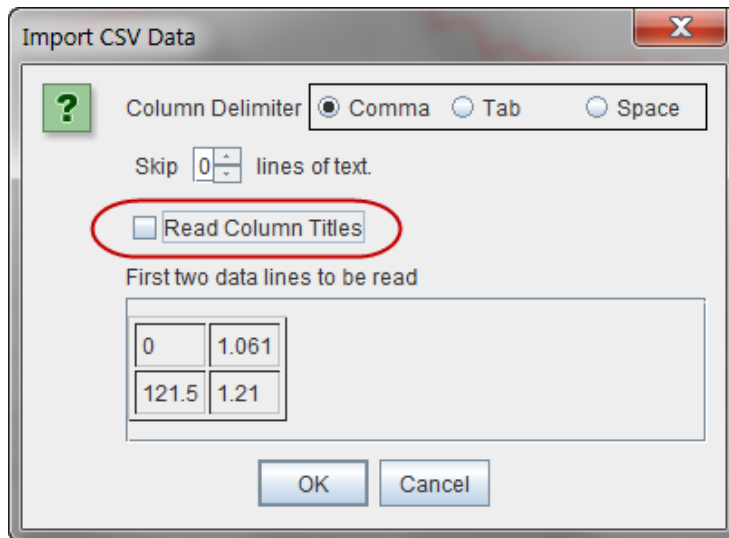 Import CSV Data
? Column Delimiter Comma Tab Space
Skip 0 lines of text.
Read Column Titles
First two data lines to be read
0 1.061
121.5 1.21
OK Cancel